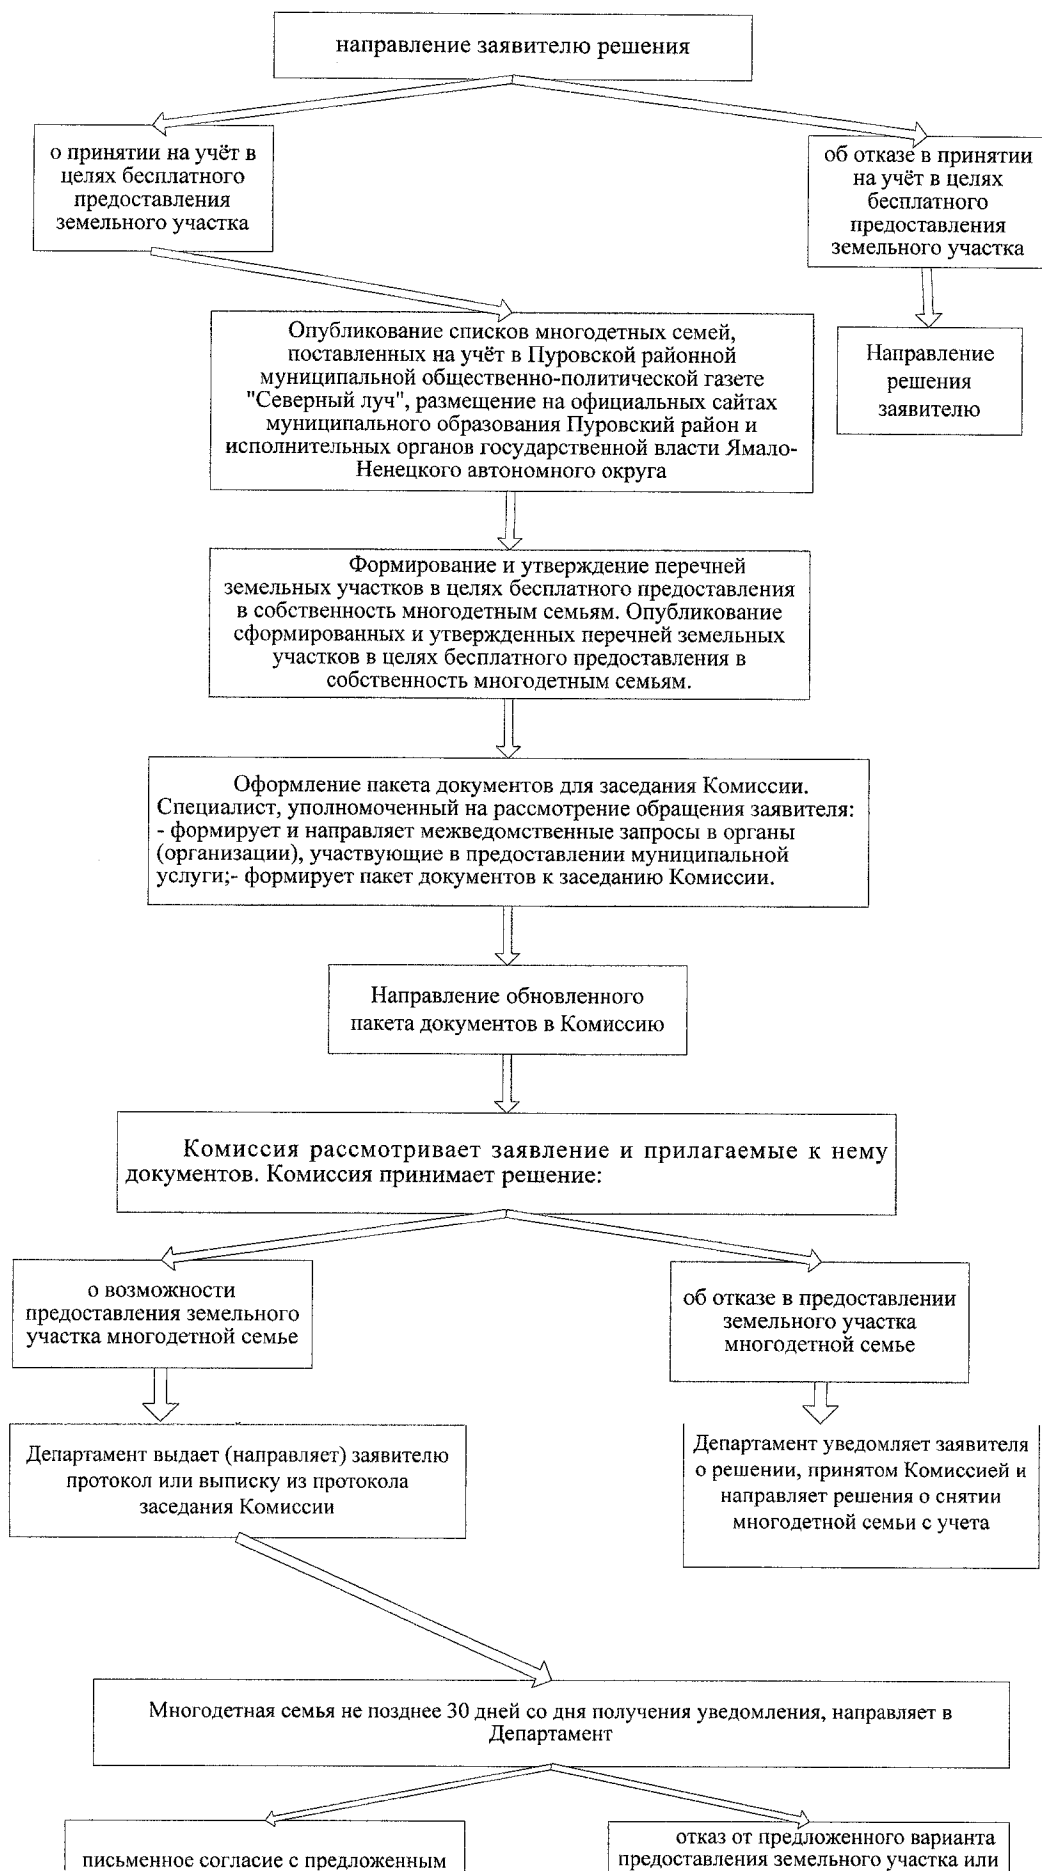 направление заявителю решения
о принятии на учёт в
целях бесплатного
предоставления
земельного участка
об отказе в принятии
на учёт в целях
бесплатного
предоставления
земельного участка
Опубликование списков многодетных семей,
поставленных на учёт в Пуровской районной
муниципальной общественно-политической газете
"Северный луч", размещение на официальных сайтах
муниципального образования Пуровский район и
исполнительных органов государственной власти Ямало-
Ненецкого автономного округа
Направление
решения
заявителю
Формирование и утверждение перечней
земельных участков в целях бесплатного предоставления
в собственность многодетным семьям. Опубликование
сформированных и утвержденных перечней земельных
участков в целях бесплатного предоставления в
собственность многодетным семьям.
Оформление пакета документов для заседания Комиссии.
Специалист, уполномоченный на рассмотрение обращения заявителя:
- формирует и направляет межведомственные запросы в органы
(организации), участвующие в предоставлении муниципальной
услуги;- формирует пакет документов к заседанию Комиссии.
Направление обновленного
пакета документов в Комиссию
Комиссия рассматривает заявление и прилагаемые к нему
документов. Комиссия принимает решение:
о возможности
предоставления земельного
участка многодетной семье
об отказе в предоставлении
земельного участка
многодетной семье
Департамент выдает (направляет) заявителю
протокол или выписку из протокола
заседания Комиссии
Департамент уведомляет заявителя
о решении, принятом Комиссией и
направляет решения о снятии
многодетной семьи с учета
Многодетная семья не позднее 30 дней со дня получения уведомления, направляет в
Департамент
письменное согласие с предложенным
отказ от предложенного варианта
предоставления земельного участка или